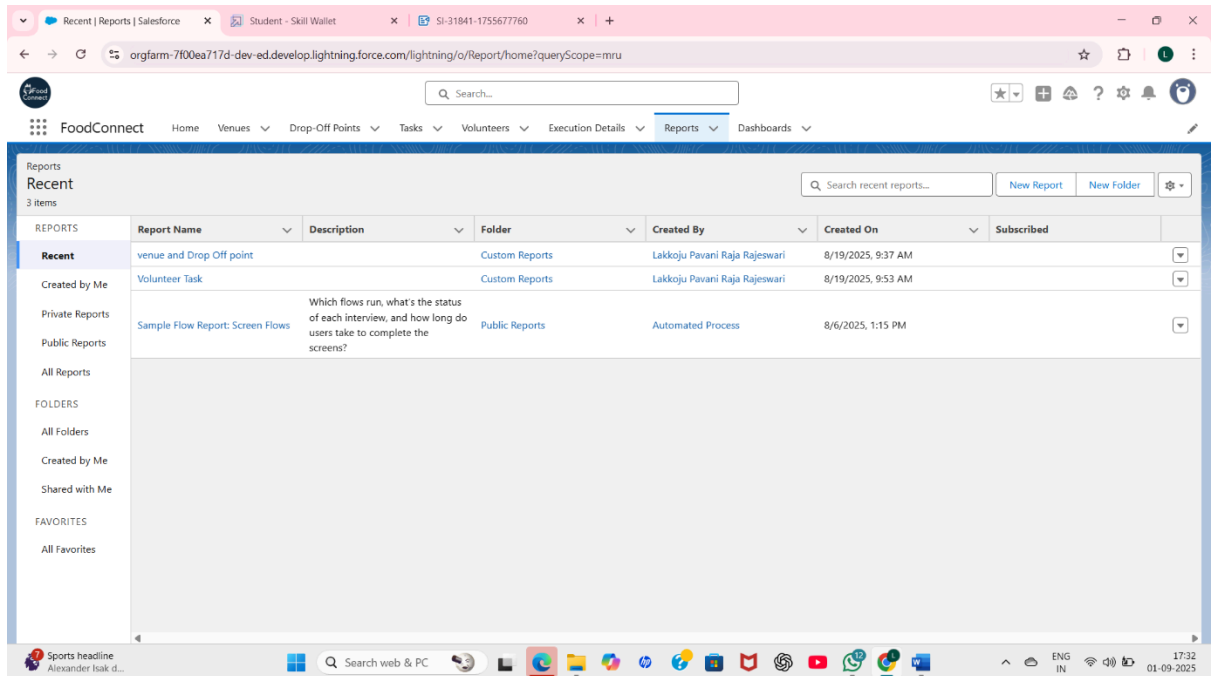 Recent | Reports | Salesforce
Student - Skill Wallet
SI-31841-1755677760
orgfarm-7f00ea717d-dev-ed.develop.lightning.force.com/lightning/o/Report/home?queryScope=mru
L
Food
Connect
Search...
FoodConnect Home Venues Drop-Off Points Tasks Volunteers Execution Details Reports Dashboards
Reports
Recent
3 items
Search recent reports...
New Report
New Folder
REPORTS
Recent
Created by Me
Private Reports
Public Reports
All Reports
FOLDERS
All Folders
Created by Me
Shared with Me
FAVORITES
All Favorites
Report Name Description Folder Created By Created On Subscribed
venue and Drop Off point Custom Reports Lakkoju Pavani Raja Rajeswari 8/19/2025, 9:37 AM
Volunteer Task Custom Reports Lakkoju Pavani Raja Rajeswari 8/19/2025, 9:53 AM
Sample Flow Report: Screen Flows
Which flows run, what's the status
of each interview, and how long do
users take to complete the
screens?
Public Reports Automated Process 8/6/2025, 1:15 PM
7
Sports headline
Alexander Isak d...
Search web & PC
12
L
ENG
IN
17:32
01-09-2025